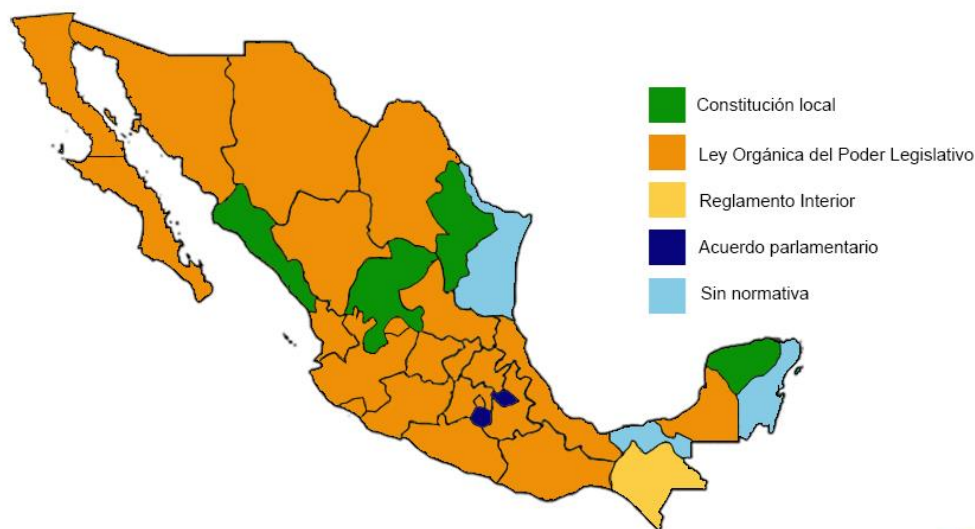 Constitución local
Ley Orgánica del Poder Legislativo
Reglamento Interior
Acuerdo parlamentario
Sin normativa